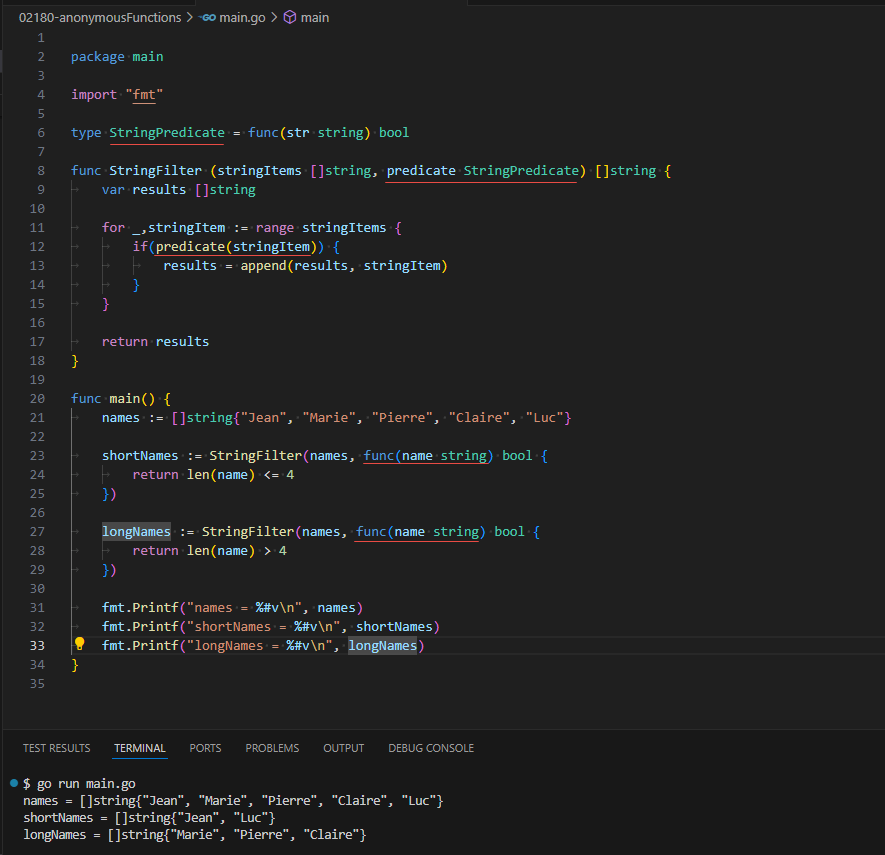 02180-anonymousFunctions > GO main.go > main
1
2 package main
3
4 import "fmt"
5
6 type StringPredicate = func(str string) bool
7
8 func StringFilter (stringItems []string, predicate StringPredicate) []string {
9     var results []string
10
11     for _,stringItem := range stringItems {
12         if(predicate(stringItem)) {
13             results = append(results, stringItem)
14         }
15     }
16
17     return results
18 }
19
20 func main() {
21     names := []string{"Jean", "Marie", "Pierre", "Claire", "Luc"}
22
23     shortNames := StringFilter(names, func(name string) bool {
24         return len(name) <= 4
25     })
26
27     longNames := StringFilter(names, func(name string) bool {
28         return len(name) > 4
29     })
30
31     fmt.Printf("names = %#v\n", names)
32     fmt.Printf("shortNames = %#v\n", shortNames)
33     fmt.Printf("longNames = %#v\n", longNames)
34 }
35
TEST RESULTS TERMINAL PORTS PROBLEMS OUTPUT DEBUG CONSOLE
$ go run main.go
names = []string{"Jean", "Marie", "Pierre", "Claire", "Luc"}
shortNames = []string{"Jean", "Luc"}
longNames = []string{"Marie", "Pierre", "Claire"}